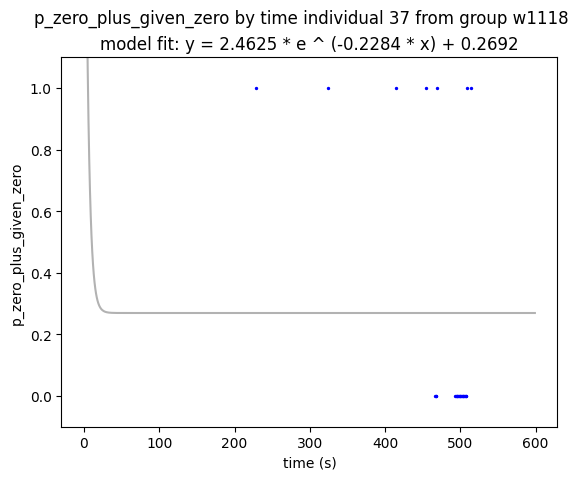 p_zero_plus_given_zero by time individual 37 from group w1118
model fit: y = 2.4625 * e ^ (-0.2284 * x) + 0.2692
p_zero_plus_given_zero
1.0
0.8
0.6
0.4
0.2
0.0
0 100 200 300 400 500 600
time (s)